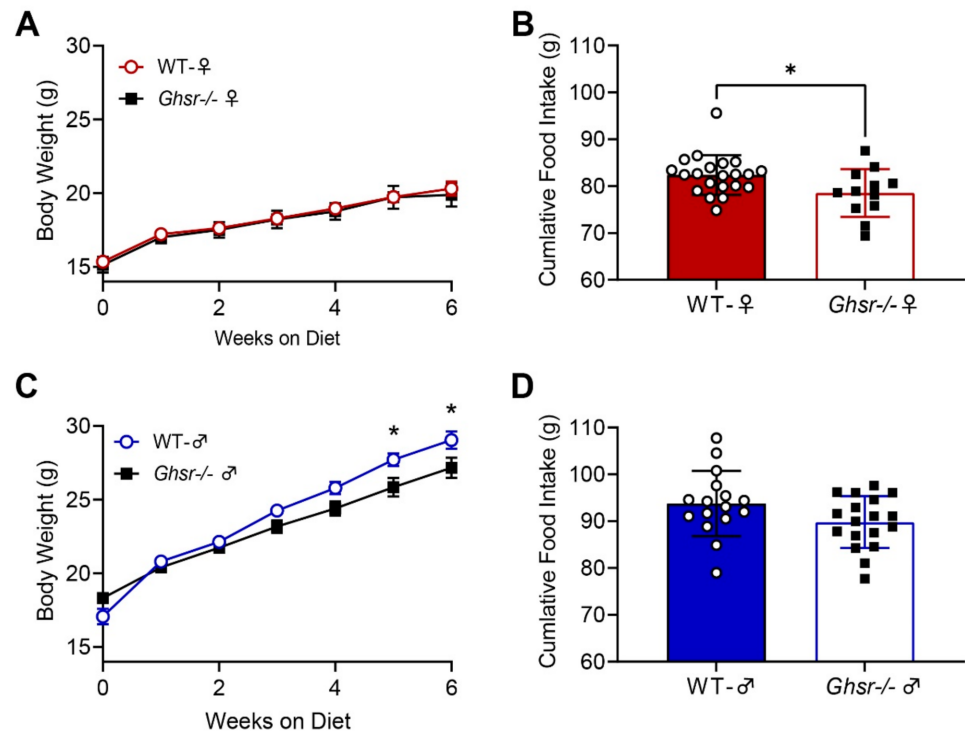 A
30
25
20
15
Body Weight (g)
WT-♀
Ghsr-/- ♀
0 2 4 6
Weeks on Diet
B
110
100
90
80
70
60
Cumlative Food Intake (g)
*
WT-♀ Ghsr-/- ♀
C
30
25
20
15
Body Weight (g)
WT-♂
Ghsr-/- ♂
* *
0 2 4 6
Weeks on Diet
D
110
100
90
80
70
60
Cumlative Food Intake (g)
WT-♂ Ghsr-/- ♂